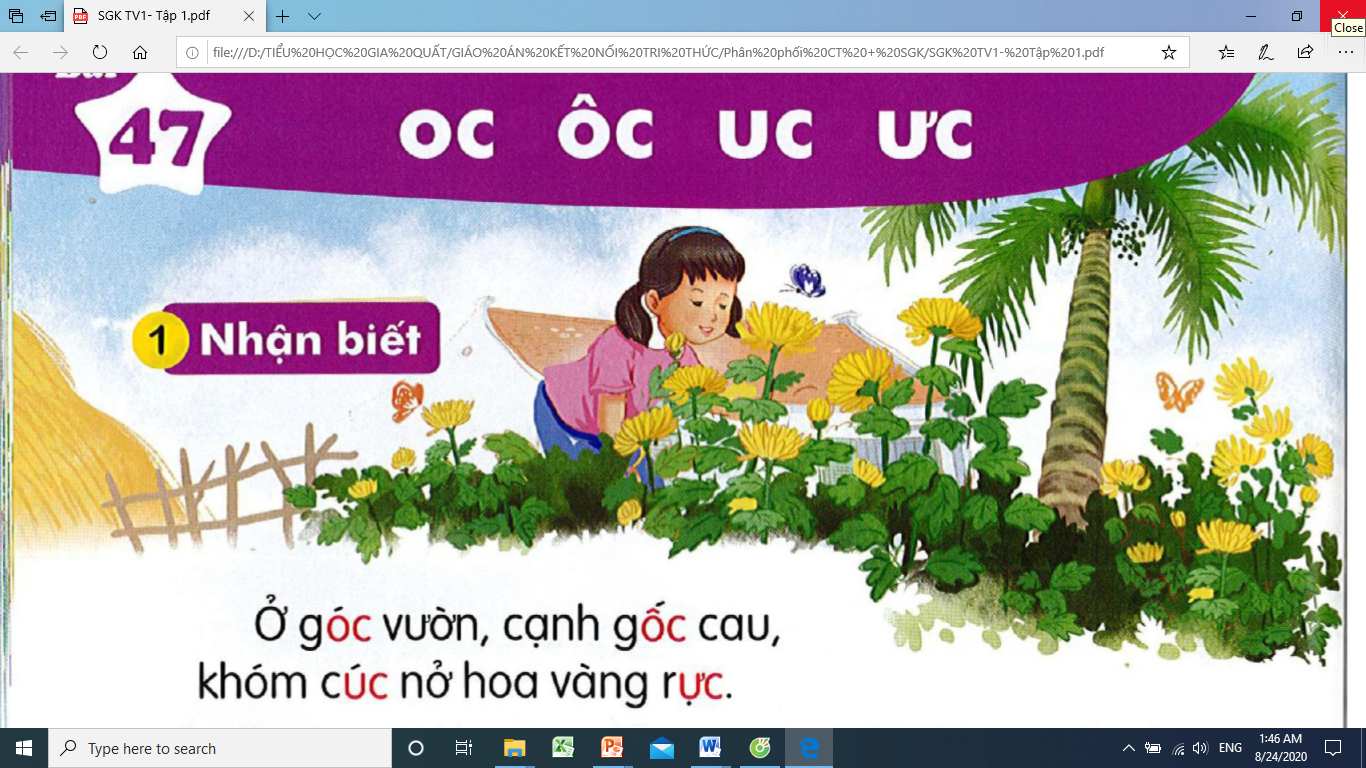 SGK TV1- Tập 1.pdf
Close
file:///D:/TIỂU%20HỌC%20GIA%20QUẤT/GIÁO%20ÁN%20KẾT%20NỐI%20TRI%20THỨC/Phân%20phối%20CT%20+%20SGK/SGK%20TV1-%20Tập%201.pdf
Bài
47 oc ôc uc ưc
1 Nhận biết
Ở góc vườn, cạnh gốc cau,
khóm cúc nở hoa vàng rực.
Type here to search
ENG
1:46 AM
8/24/2020